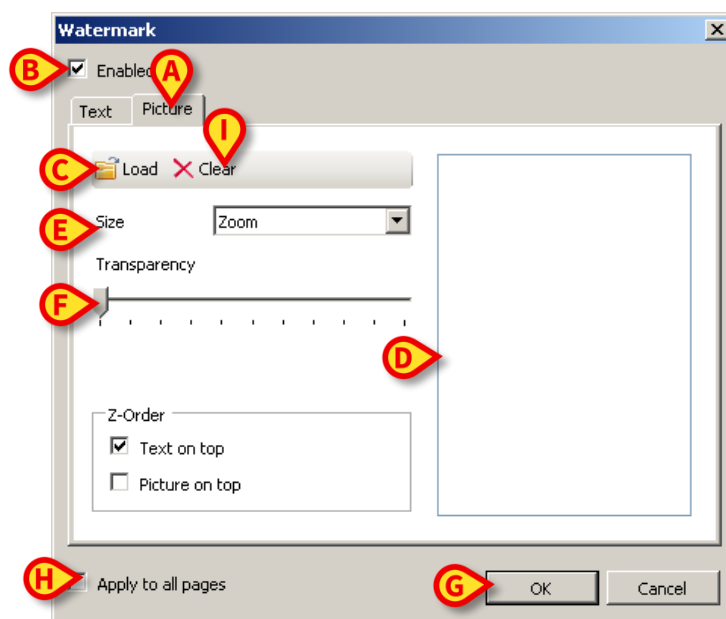 Watermark
B
Enabled
A
Text Picture
I
C Load Clear
E Size Zoom
Transparency
F
D
Z-Order
Text on top
Picture on top
H Apply to all pages G OK Cancel